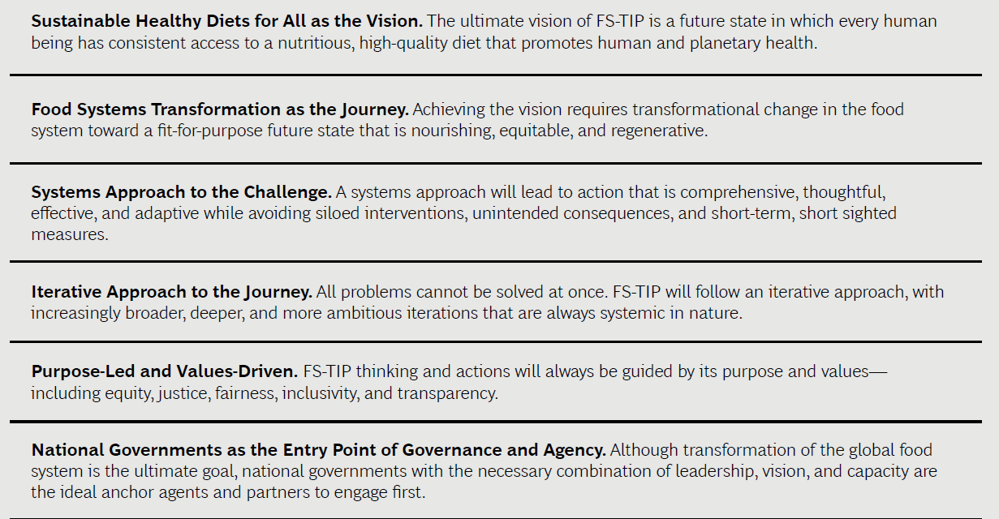 Sustainable Healthy Diets for All as the Vision. The ultimate vision of FS-TIP is a future state in which every human
being has consistent access to a nutritious, high-quality diet that promotes human and planetary health.
Food Systems Transformation as the Journey. Achieving the vision requires transformational change in the food
system toward a fit-for-purpose future state that is nourishing, equitable, and regenerative.
Systems Approach to the Challenge. A systems approach will lead to action that is comprehensive, thoughtful,
effective, and adaptive while avoiding siloed interventions, unintended consequences, and short-term, short sighted
measures.
Iterative Approach to the Journey. All problems cannot be solved at once. FS-TIP will follow an iterative approach, with
increasingly broader, deeper, and more ambitious iterations that are always systemic in nature.
Purpose-Led and Values-Driven. FS-TIP thinking and actions will always be guided by its purpose and values—
including equity, justice, fairness, inclusivity, and transparency.
National Governments as the Entry Point of Governance and Agency. Although transformation of the global food
system is the ultimate goal, national governments with the necessary combination of leadership, vision, and capacity are
the ideal anchor agents and partners to engage first.